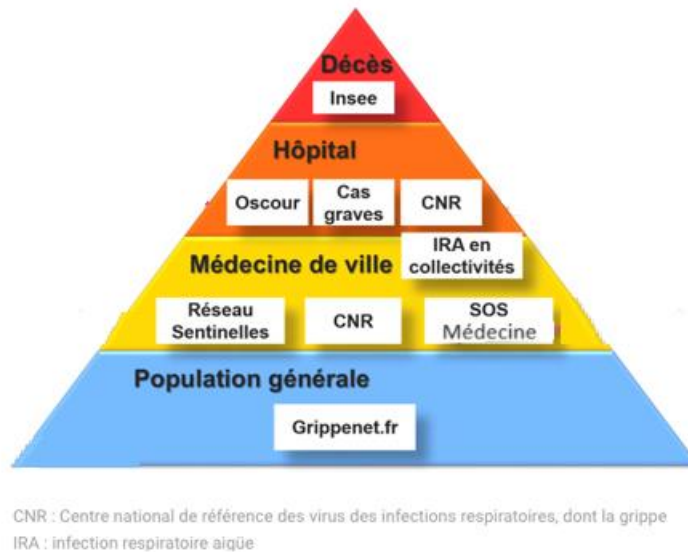 Décès
Insee
Hôpital
Oscour
Cas
graves
CNR
IRA en
collectivités
Médecine de ville
Réseau
Sentinelles
CNR
SOS
Médecine
Population générale
Grippenet.fr
CNR : Centre national de référence des virus des infections respiratoires, dont la grippe
IRA : infection respiratoire aigüe